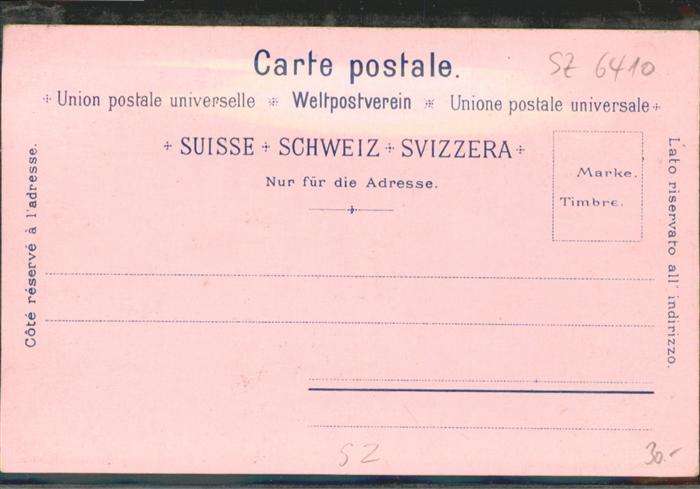 Carte postale.
SZ 6410
+ Union postale universelle ※ Weltpostverein ※ Unione postale universale +
+ SUISSE + SCHWEIZ + SVIZZERA +
Nur für die Adresse.
Marke.
Timbre.
Côté réservé à l'adresse.
Lato riservato all' indirizzo.
SZ
30.-